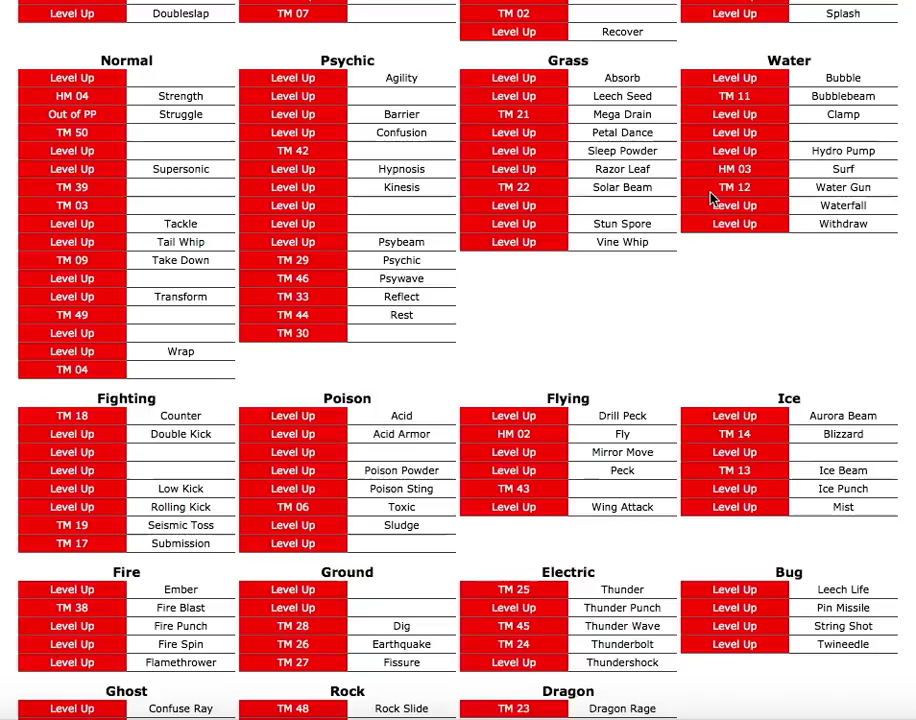 Level Up Doubleslap TM 07 TM 02 Level Up Splash
Level Up Recover
Normal Psychic Grass Water
Level Up Level Up Agility Level Up Absorb Level Up Bubble
HM 04 Strength Level Up Level Up Leech Seed TM 11 Bubblebeam
Out of PP Struggle Level Up Barrier TM 21 Mega Drain Level Up Clamp
TM 50 Level Up Confusion Level Up Petal Dance Level Up
Level Up TM 42 Level Up Sleep Powder Level Up Hydro Pump
Level Up Supersonic Level Up Hypnosis Level Up Razor Leaf HM 03 Surf
TM 39 Level Up Kinesis TM 22 Solar Beam TM 12 Water Gun
TM 03 Level Up Level Up Level Up Waterfall
Level Up Tackle Level Up Level Up Stun Spore Level Up Withdraw
Level Up Tail Whip Level Up Psybeam Level Up Vine Whip
TM 09 Take Down TM 29 Psychic
Level Up TM 46 Psywave
Level Up Transform TM 33 Reflect
TM 49 TM 44 Rest
Level Up TM 30
Level Up Wrap
TM 04
Fighting Poison Flying Ice
TM 18 Counter Level Up Acid Level Up Drill Peck Level Up Aurora Beam
Level Up Double Kick Level Up Acid Armor HM 02 Fly TM 14 Blizzard
Level Up Level Up Level Up Mirror Move Level Up
Level Up Level Up Poison Powder Level Up Peck TM 13 Ice Beam
Level Up Low Kick Level Up Poison Sting TM 43 Level Up Ice Punch
Level Up Rolling Kick TM 06 Toxic Level Up Wing Attack Level Up Mist
TM 19 Seismic Toss Level Up Sludge
TM 17 Submission Level Up
Fire Ground Electric Bug
Level Up Ember Level Up TM 25 Thunder Level Up Leech Life
TM 38 Fire Blast Level Up Level Up Thunder Punch Level Up Pin Missile
Level Up Fire Punch TM 28 Dig TM 45 Thunder Wave Level Up String Shot
Level Up Fire Spin TM 26 Earthquake TM 24 Thunderbolt Level Up Twineedle
Level Up Flamethrower TM 27 Fissure Level Up Thundershock
Ghost Rock Dragon
Level Up Confuse Ray TM 48 Rock Slide TM 23 Dragon Rage